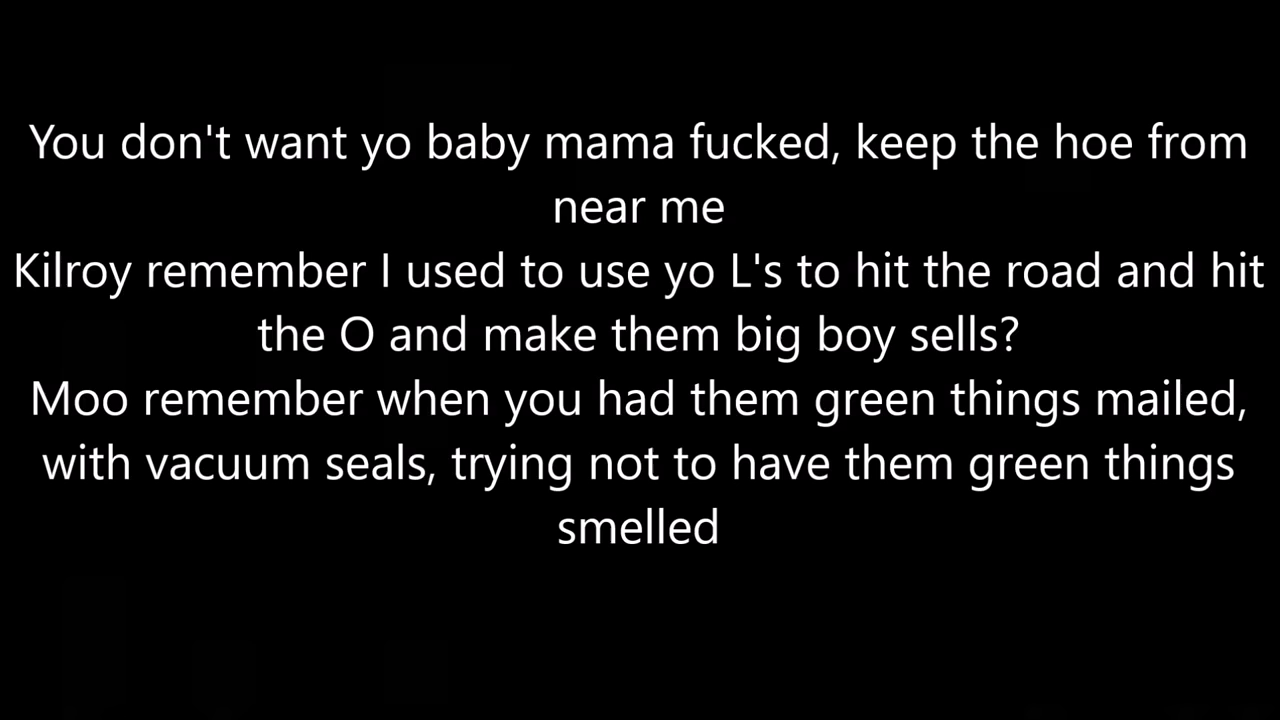 You don't want yo baby mama fucked, keep the hoe from
near me
Kilroy remember I used to use yo L's to hit the road and hit
the O and make them big boy sells?
Moo remember when you had them green things mailed,
with vacuum seals, trying not to have them green things
smelled